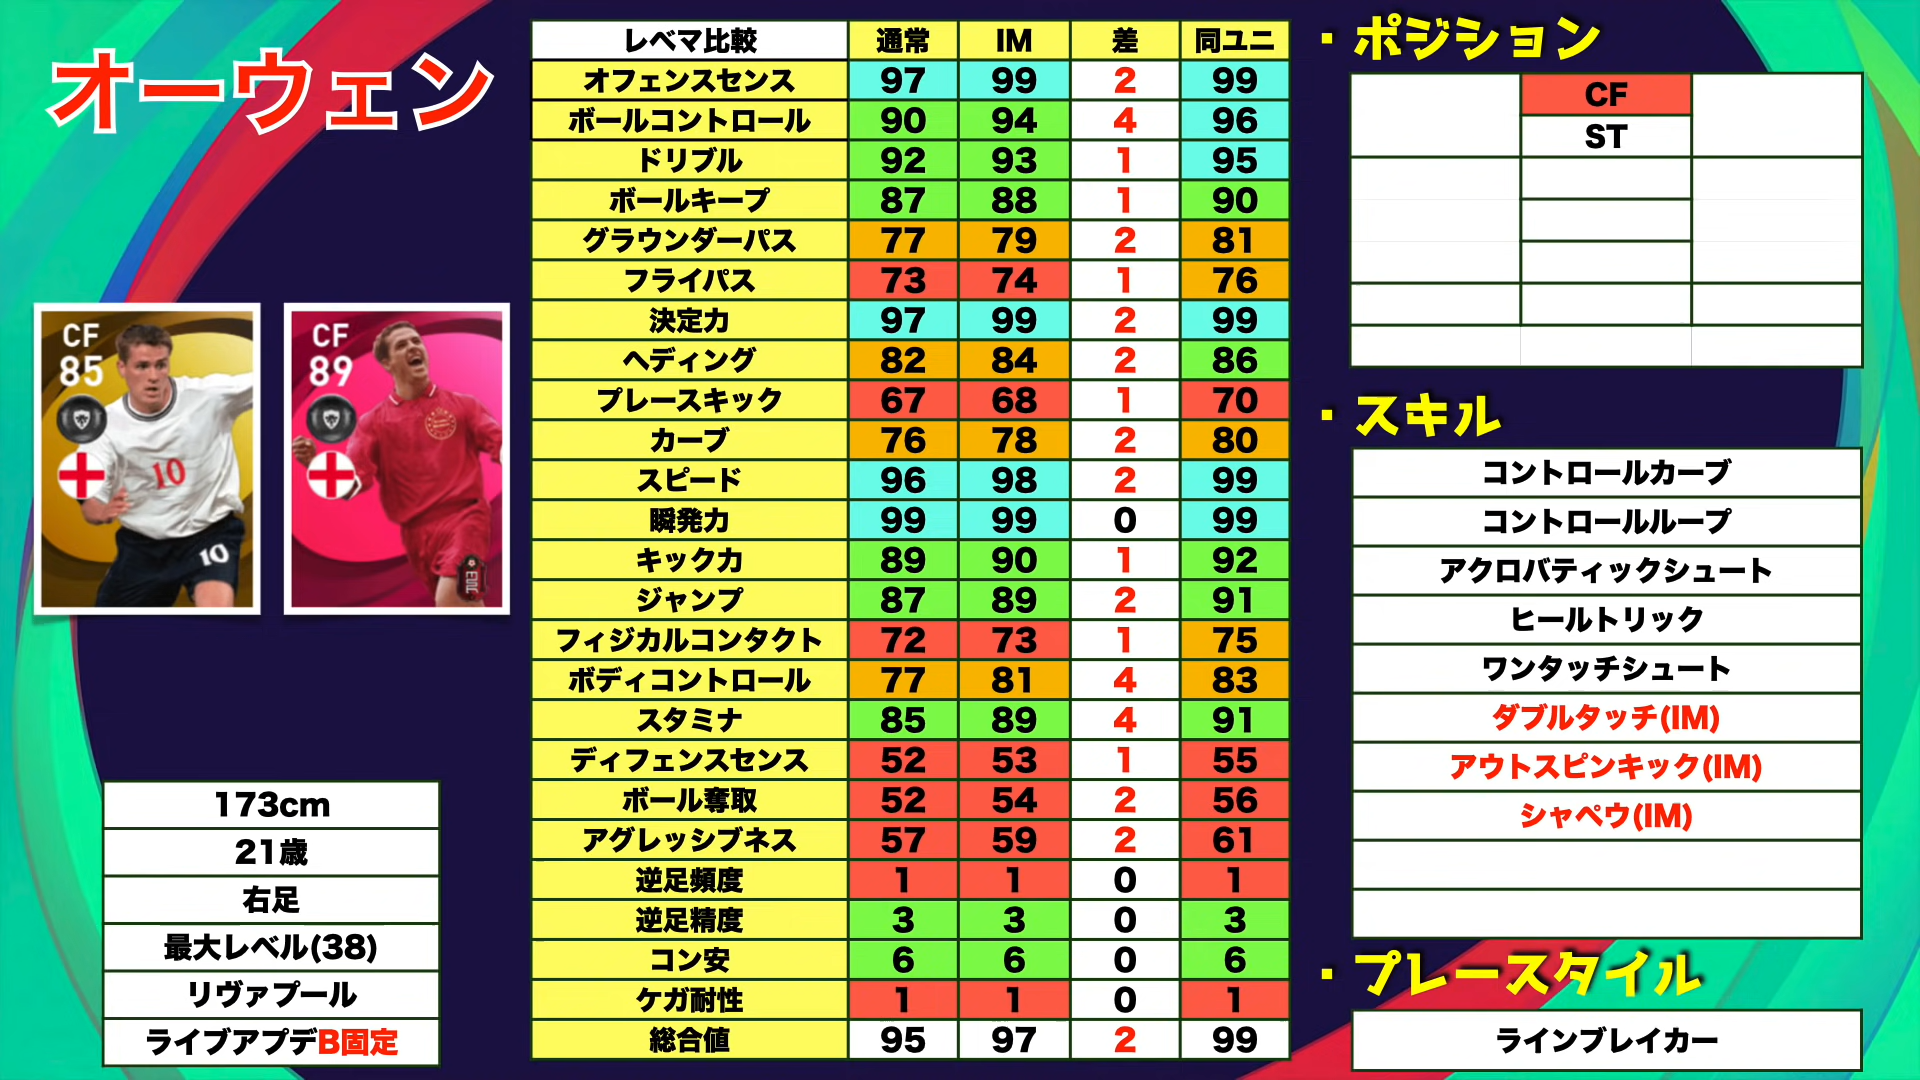 オーウェン
CF
85
10
10
CF
89
173cm
21歳
右足
最大レベル(38)
リヴァプール
ライブアプデB固定
レベマ比較 通常 IM 差 同ユニ
オフェンスセンス 97 99 2 99
ボールコントロール 90 94 4 96
ドリブル 92 93 1 95
ボールキープ 87 88 1 90
グラウンダーパス 77 79 2 81
フライパス 73 74 1 76
決定力 97 99 2 99
ヘディング 82 84 2 86
プレースキック 67 68 1 70
カーブ 76 78 2 80
スピード 96 98 2 99
瞬発力 99 99 0 99
キック力 89 90 1 92
ジャンプ 87 89 2 91
フィジカルコンタクト 72 73 1 75
ボディコントロール 77 81 4 83
スタミナ 85 89 4 91
ディフェンスセンス 52 53 1 55
ボール奪取 52 54 2 56
アグレッシブネス 57 59 2 61
逆足頻度 1 1 0 1
逆足精度 3 3 0 3
コン安 6 6 0 6
ケガ耐性 1 1 0 1
総合値 95 97 2 99
・ポジション
CF
ST
・スキル
コントロールカーブ
コントロールループ
アクロバティックシュート
ヒールトリック
ワンタッチシュート
ダブルタッチ(IM)
アウトスピンキック(IM)
シャペウ(IM)
・プレースタイル
ラインブレイカー